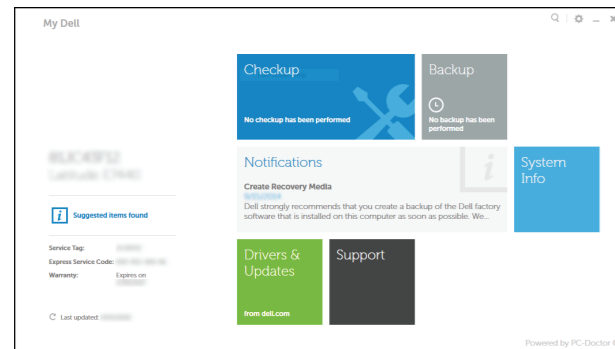 My Dell
Checkup
No checkup has been performed
Backup
No backup has been
performed
Notifications
Create Recovery Media
Dell strongly recommends that you create a backup of the Dell factory
software that is installed on this computer as soon as possible. We...
System
Info
Suggested items found
Service Tag:
Express Service Code:
Warranty: Expires on
Last updated:
Drivers &
Updates
from dell.com
Support
Powered by PC-Doctor